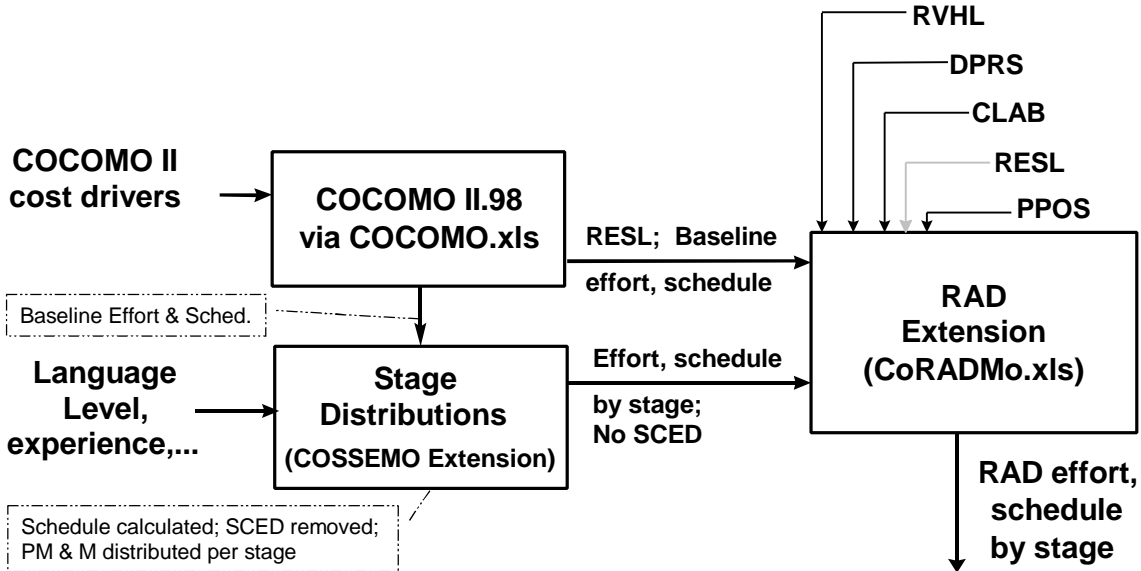 RVHL
DPRS
CLAB
RESL
PPOS
COCOMO II
cost drivers
COCOMO II.98
via COCOMO.xls
RESL; Baseline
effort, schedule
Baseline Effort & Sched.
RAD
Extension
(CoRADMo.xls)
Language
Level,
experience,...
Stage
Distributions
(COSSEMO Extension)
Effort, schedule
by stage;
No SCED
Schedule calculated; SCED removed;
PM & M distributed per stage
RAD effort,
schedule
by stage